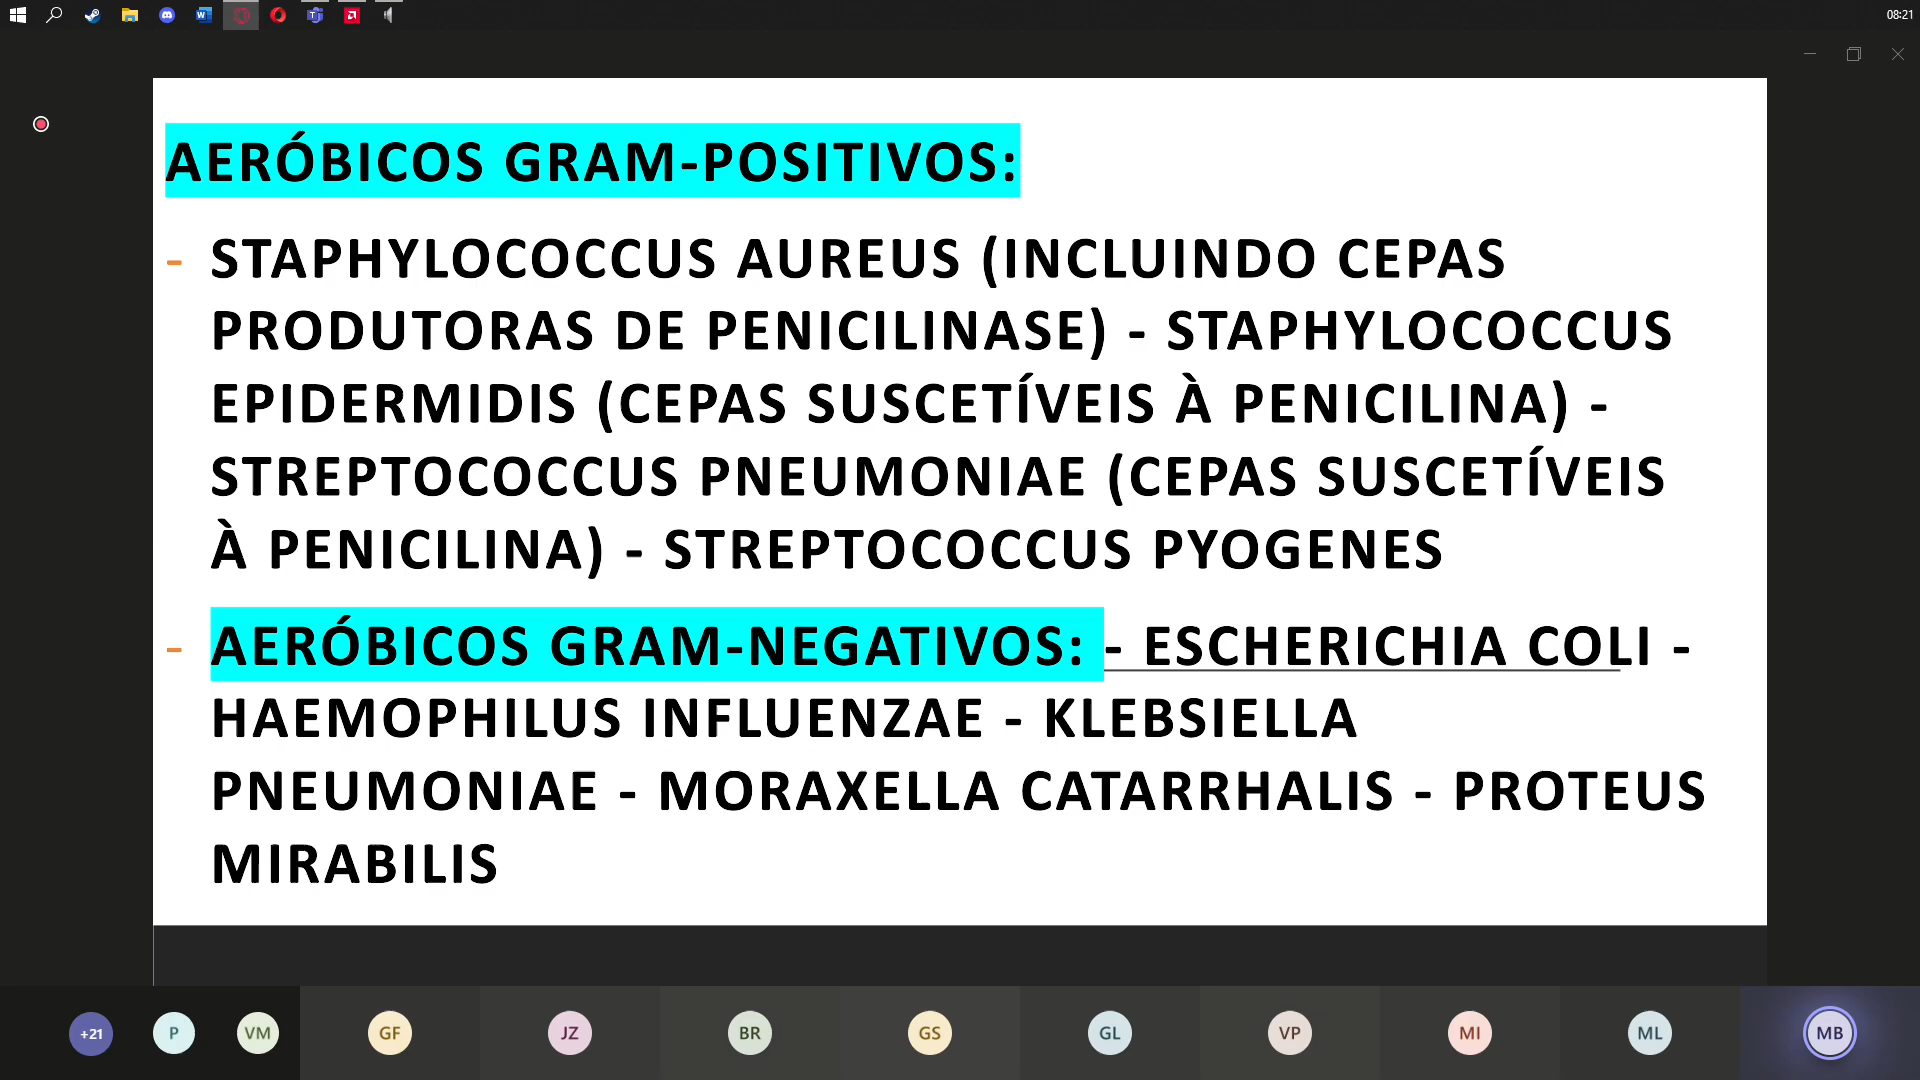 08:21
AERÓBICOS GRAM-POSITIVOS:
- STAPHYLOCOCCUS AUREUS (INCLUINDO CEPAS
PRODUTORAS DE PENICILINASE) - STAPHYLOCOCCUS
EPIDERMIDIS (CEPAS SUSCETÍVEIS À PENICILINA) -
STREPTOCOCCUS PNEUMONIAE (CEPAS SUSCETÍVEIS
À PENICILINA) - STREPTOCOCCUS PYOGENES
- AERÓBICOS GRAM-NEGATIVOS: - ESCHERICHIA COLI -
HAEMOPHILUS INFLUENZAE - KLEBSIELLA
PNEUMONIAE - MORAXELLA CATARRHALIS - PROTEUS
MIRABILIS
+21 P VM GF JZ BR GS GL VP MI ML MB